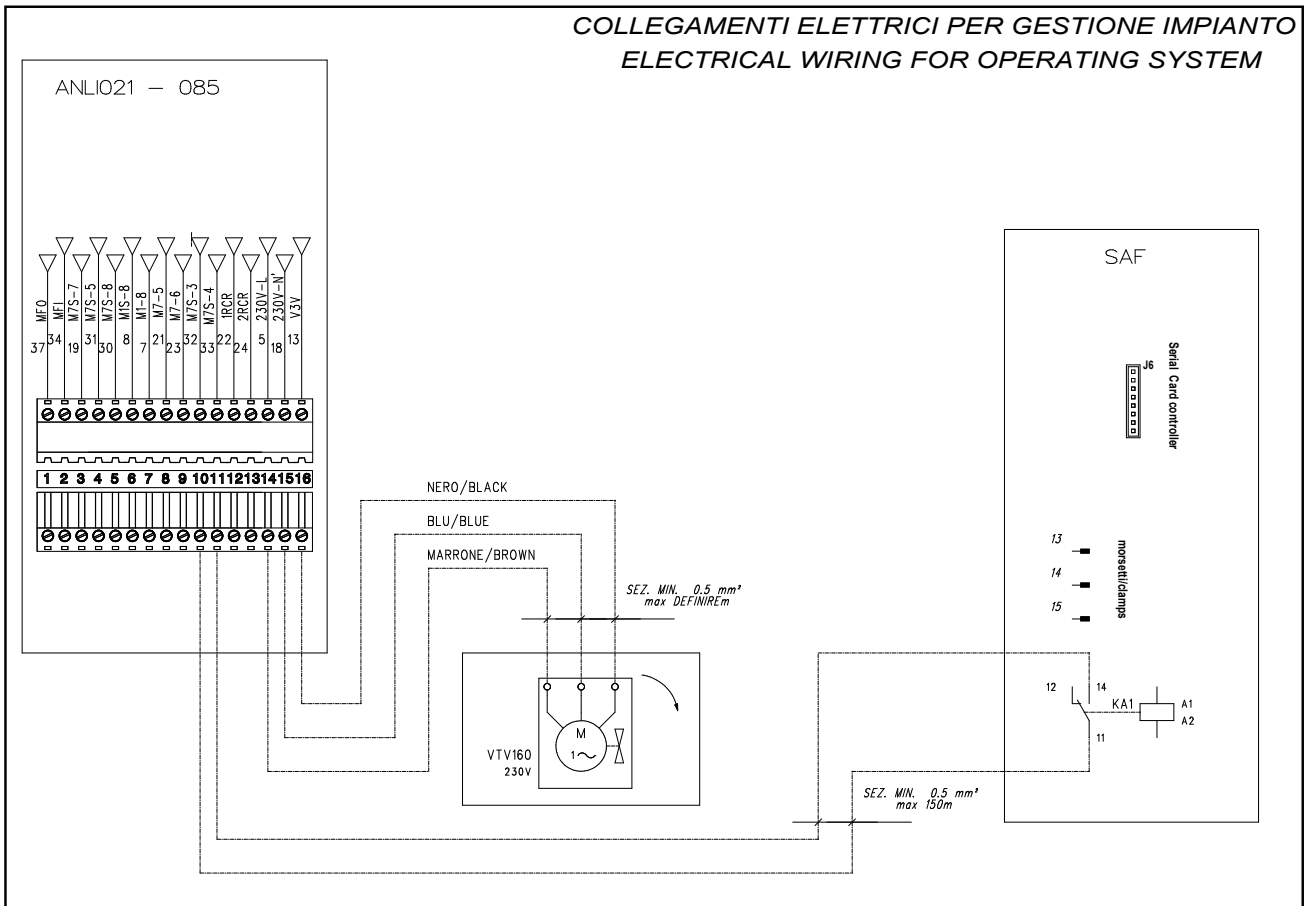 COLLEGAMENTI ELETTRICI PER GESTIONE IMPIANTO
ELECTRICAL WIRING FOR OPERATING SYSTEM
ANLI021 - 085
MFO
MFI
M7S-7
M7S-5
M7S-8
M1S-8
M1-8
M7-5
M7-6
M7S-3
M7S-4
1RCR
2RCR
230V-L
230V-N'
V3V
37
34
19
31
30
8
7
21
23
32
33
22
24
5
18
13
1 2 3 4 5 6 7 8 9 10 11 12 13 14 15 16
NERO/BLACK
BLU/BLUE
MARRONE/BROWN
SEZ. MIN. 0.5 mm²
max DEFINIREm
M
1~
VTV160
230V
SAF
J6
Serial Card controller
13
14
15
morsetti/clamps
12
14
KA1
A1
A2
11
SEZ. MIN. 0.5 mm²
max 150m